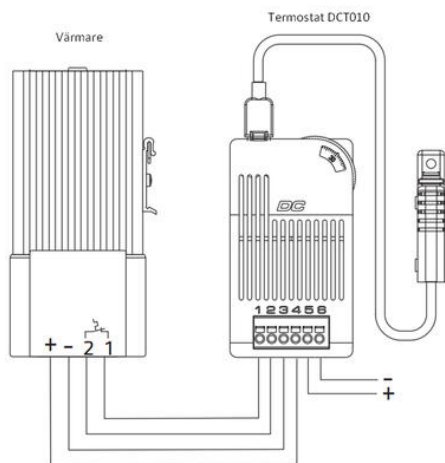 Termostat DCT010
Värmare
DC
1 2 3 4 5 6
+ − 2 1
−
+